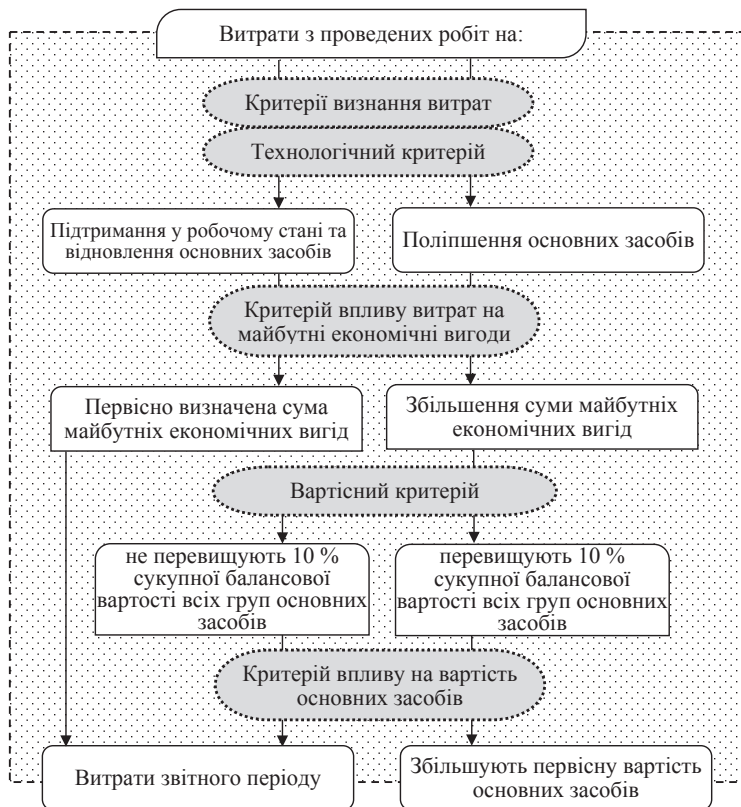 Витрати з проведених робіт на:
Критерії визнання витрат
Технологічний критерій
Підтримання у робочому стані та
відновлення основних засобів
Поліпшення основних засобів
Критерій впливу витрат на
майбутні економічні вигоди
Первісно визначена сума
майбутніх економічних вигід
Збільшення суми майбутніх
економічних вигід
Вартісний критерій
не перевищують 10 %
сукупної балансової
вартості всіх груп основних
засобів
перевищують 10 %
сукупної балансової
вартості всіх груп основних
засобів
Критерій впливу на вартість
основних засобів
Витрати звітного періоду
Збільшують первісну вартість
основних засобів